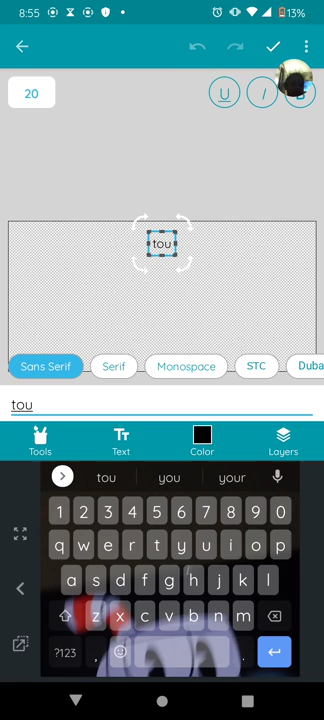 8:55 13%
20 U I B
tou
Sans Serif Serif Monospace STC Duba
tou
Tools Text Color Layers
tou you your
1 2 3 4 5 6 7 8 9 0
q w e r t y u i o p
a s d f g h j k l
z x c v b n m
?123 , .